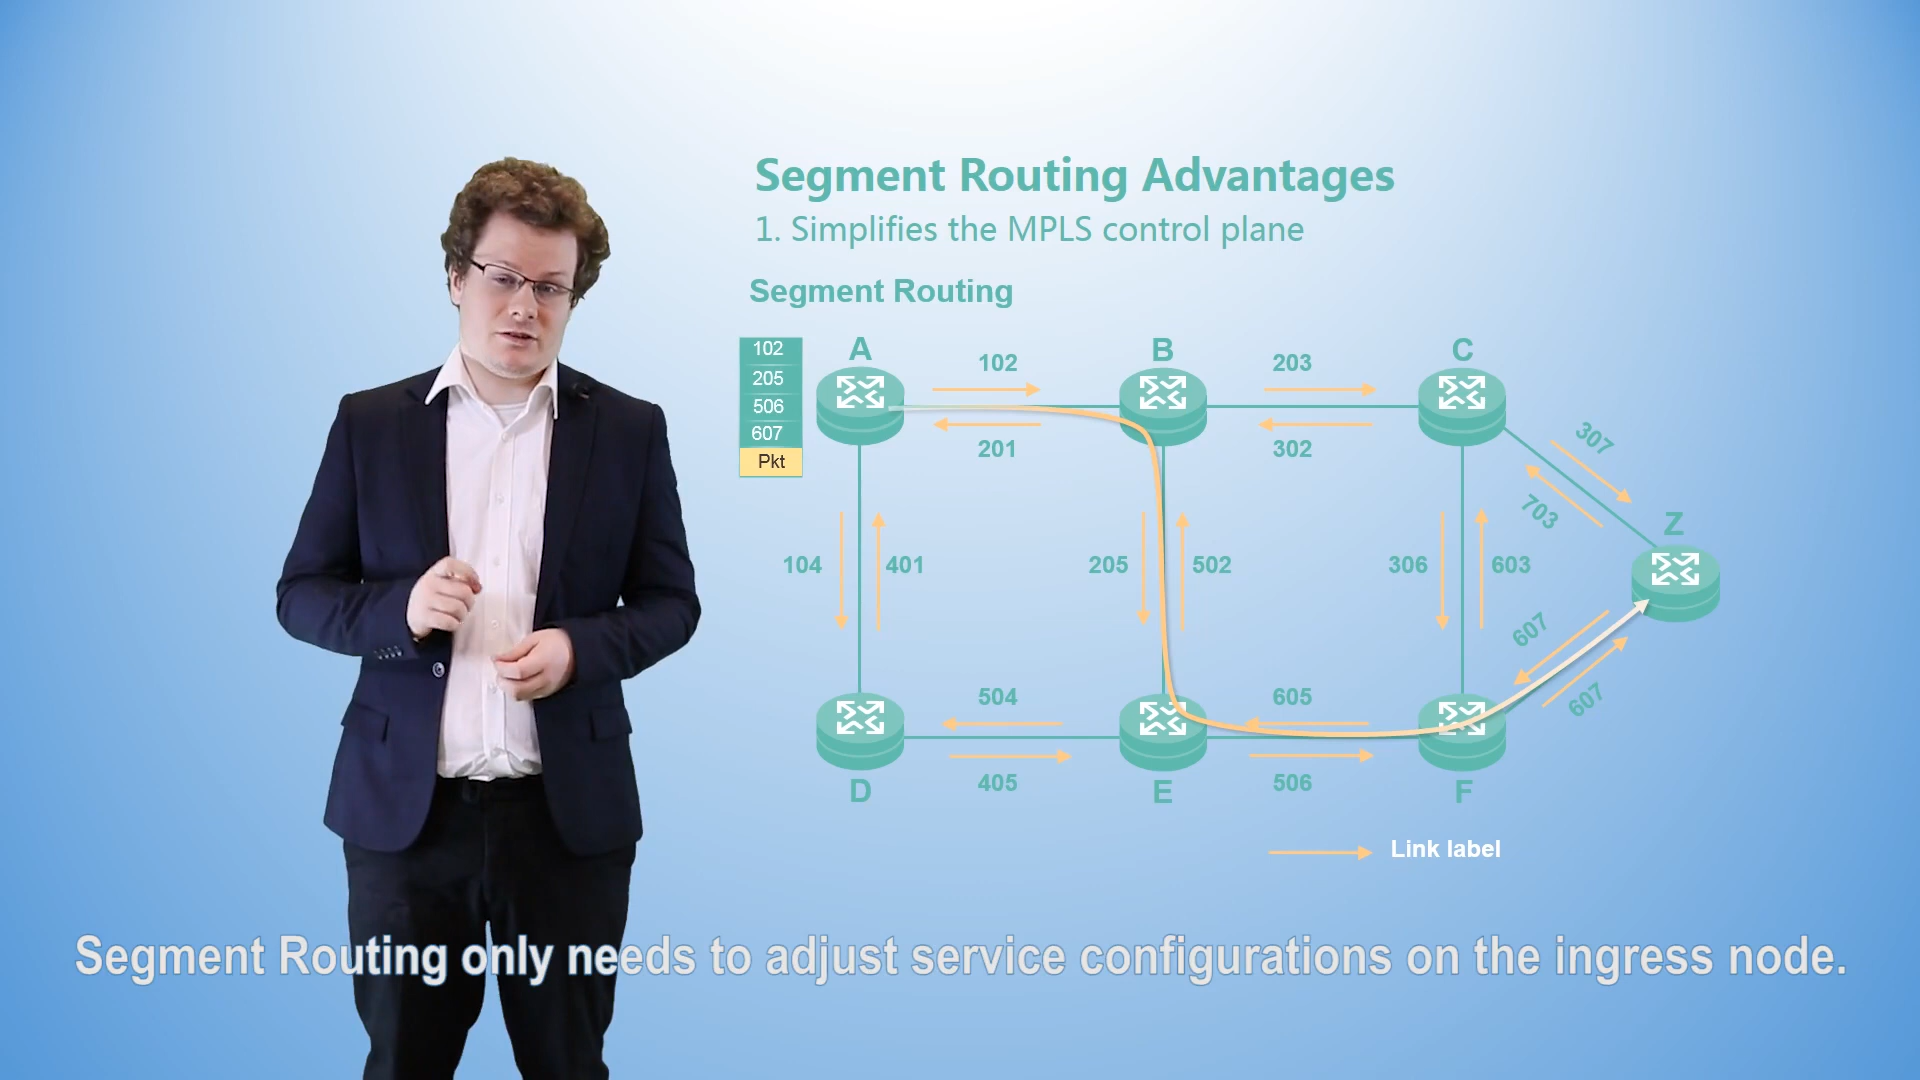 Segment Routing Advantages
1. Simplifies the MPLS control plane
Segment Routing
102
205
506
607
Pkt
A
B
C
102
203
201
302
307
703
Z
104
401
205
502
306
603
607
607
504
605
405
506
D
E
F
Link label
Segment Routing only needs to adjust service configurations on the ingress node.